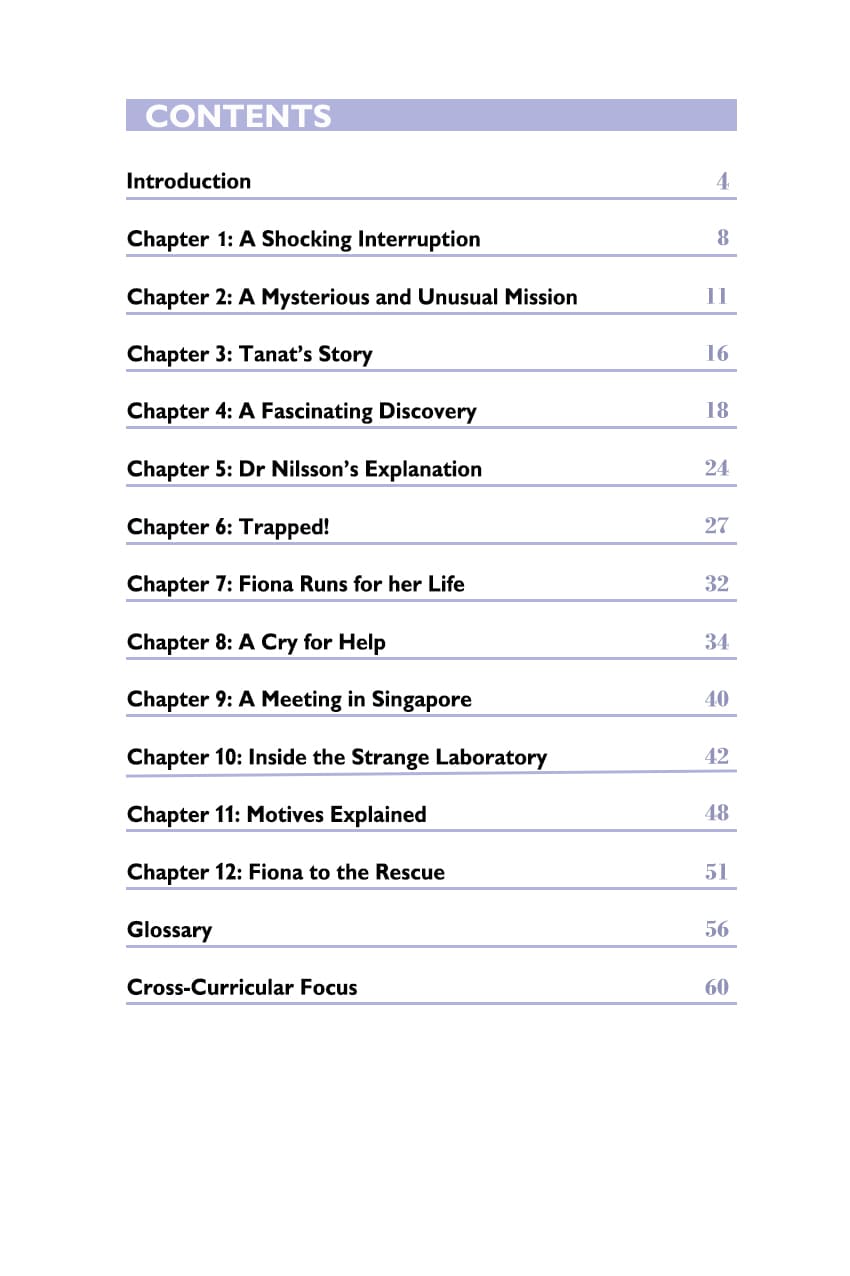 CONTENTS
Introduction 4
Chapter 1: A Shocking Interruption 8
Chapter 2: A Mysterious and Unusual Mission 11
Chapter 3: Tanat’s Story 16
Chapter 4: A Fascinating Discovery 18
Chapter 5: Dr Nilsson’s Explanation 24
Chapter 6: Trapped! 27
Chapter 7: Fiona Runs for her Life 32
Chapter 8: A Cry for Help 34
Chapter 9: A Meeting in Singapore 40
Chapter 10: Inside the Strange Laboratory 42
Chapter 11: Motives Explained 48
Chapter 12: Fiona to the Rescue 51
Glossary 56
Cross-Curricular Focus 60